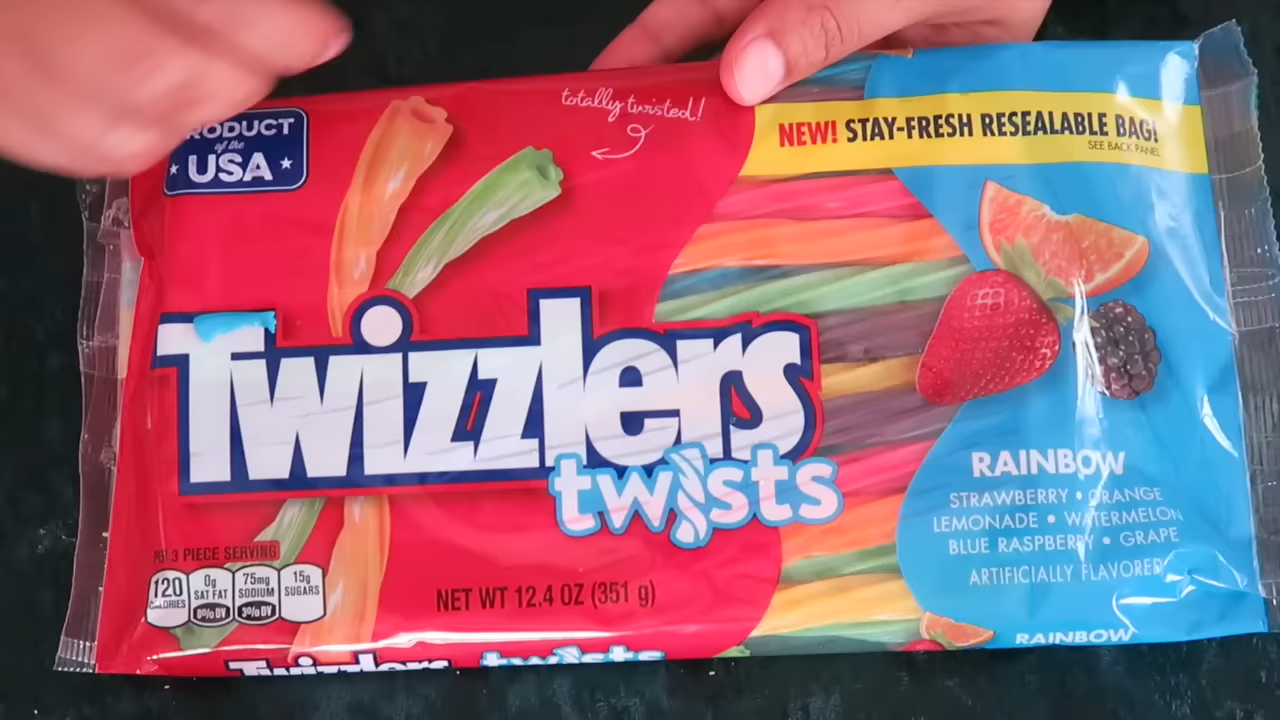 PRODUCT
of the
USA
totally twisted!
NEW! STAY-FRESH RESEALABLE BAG!
SEE BACK PANEL
Twizzlers
twists
RAINBOW
STRAWBERRY • ORANGE
LEMONADE • WATERMELON
BLUE RASPBERRY • GRAPE
ARTIFICIALLY FLAVORED
PER 3 PIECE SERVING
120 CALORIES
0g SAT FAT 0% DV
75mg SODIUM 3% DV
15g SUGARS
NET WT 12.4 OZ (351 g)
Twizzlers twists
RAINBOW